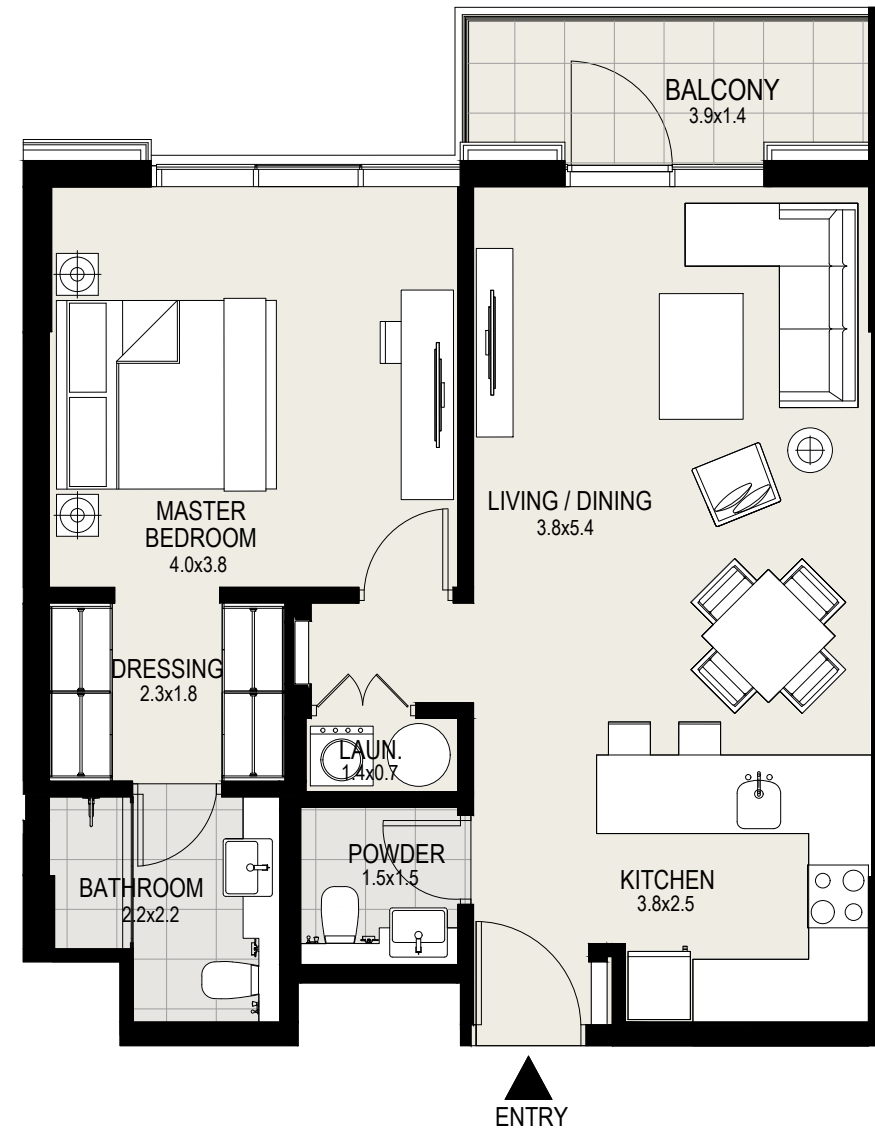 BALCONY
3.9x1.4
MASTER
BEDROOM
4.0x3.8
LIVING / DINING
3.8x5.4
DRESSING
2.3x1.8
LAUN.
1.4x0.7
POWDER
1.5x1.5
KITCHEN
3.8x2.5
BATHROOM
2.2x2.2
ENTRY